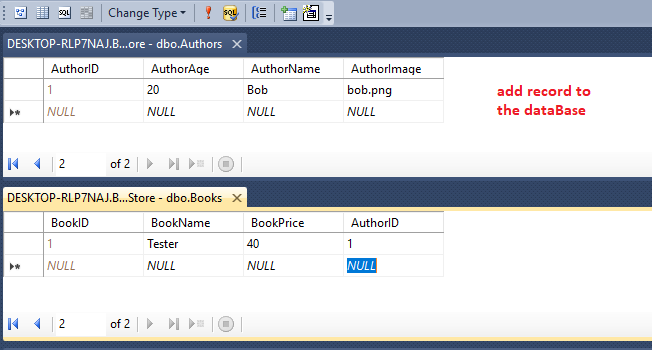 Change Type
SQL
DESKTOP-RLP7NAJ.B...ore - dbo.Authors
AuthorID AuthorAge AuthorName AuthorImage
1 20 Bob bob.png
NULL NULL NULL NULL
add record to
the dataBase
2 of 2
DESKTOP-RLP7NAJ.B...Store - dbo.Books
BookID BookName BookPrice AuthorID
1 Tester 40 1
NULL NULL NULL NULL
2 of 2